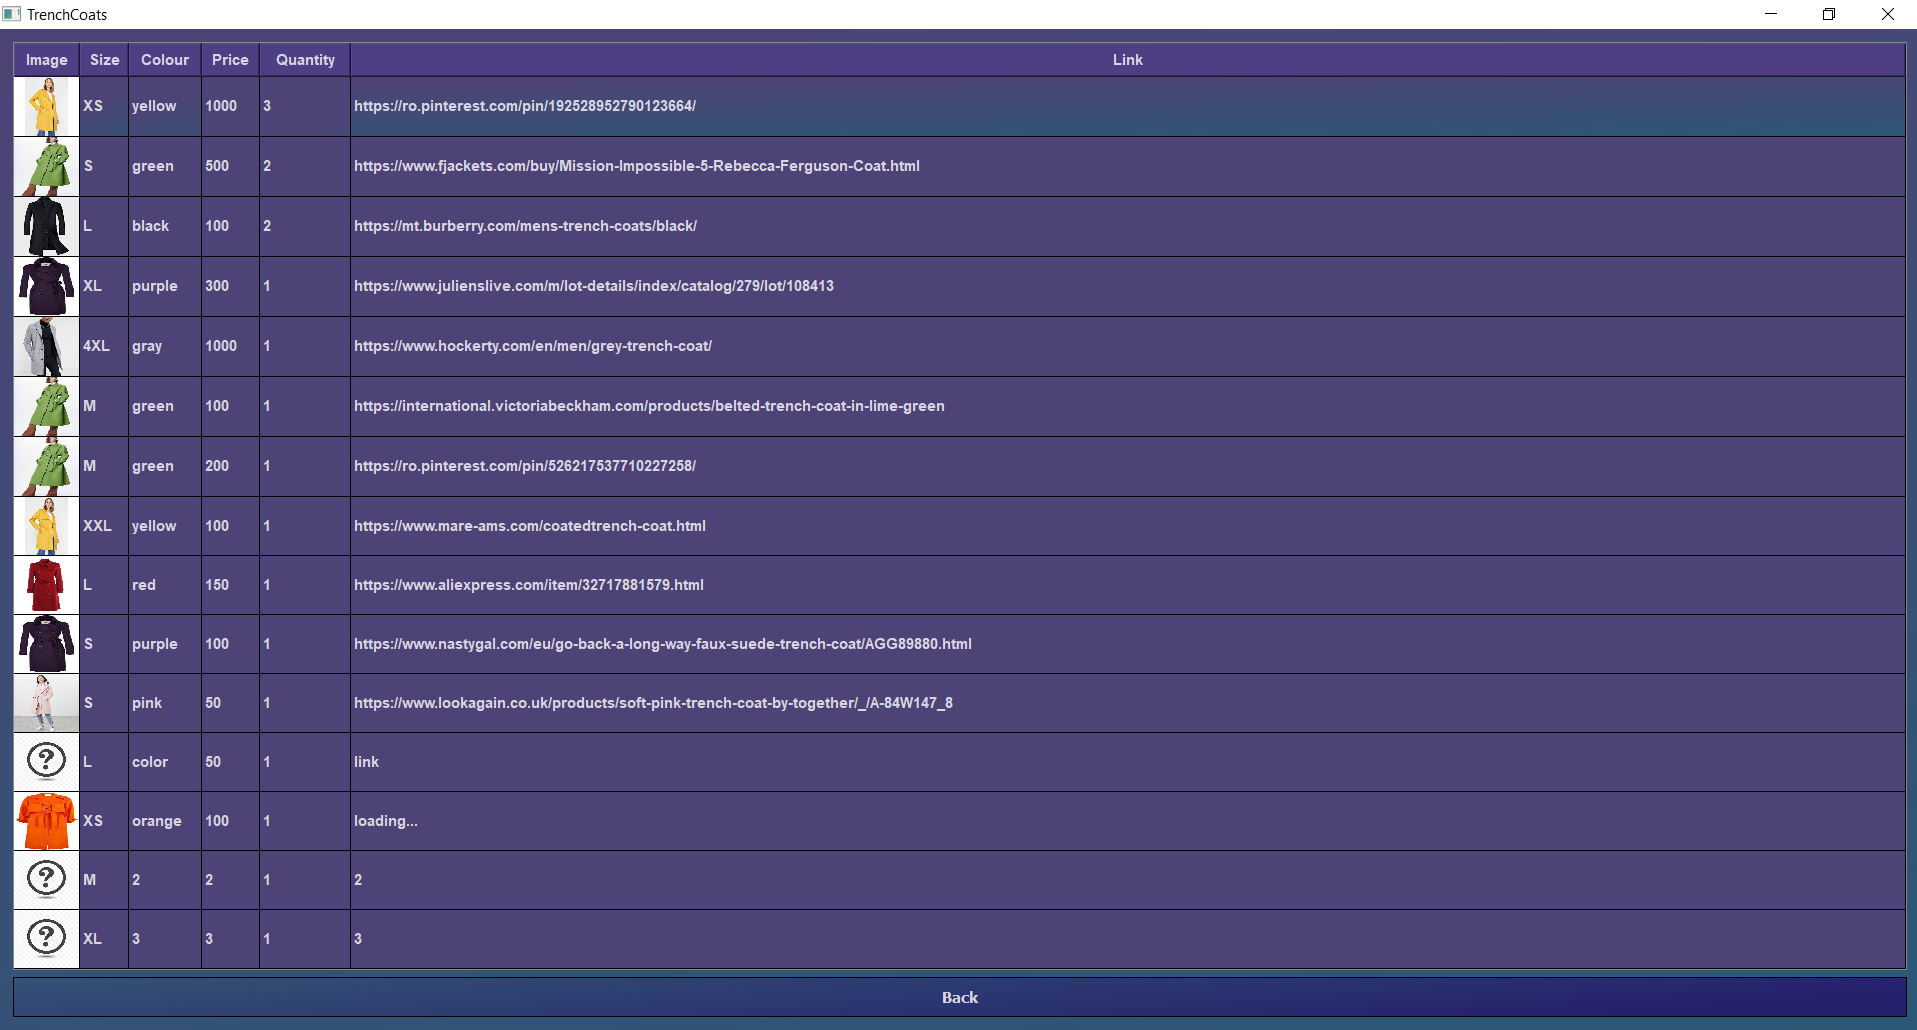 TrenchCoats
Image Size Colour Price Quantity Link
XS yellow 1000 3 https://ro.pinterest.com/pin/192528952790123664/
S green 500 2 https://www.fjackets.com/buy/Mission-Impossible-5-Rebecca-Ferguson-Coat.html
L black 100 2 https://mt.burberry.com/mens-trench-coats/black/
XL purple 300 1 https://www.julienslive.com/m/lot-details/index/catalog/279/lot/108413
4XL gray 1000 1 https://www.hockerty.com/en/men/grey-trench-coat/
M green 100 1 https://international.victoriabeckham.com/products/belted-trench-coat-in-lime-green
M green 200 1 https://ro.pinterest.com/pin/526217537710227258/
XXL yellow 100 1 https://www.mare-ams.com/coatedtrench-coat.html
L red 150 1 https://www.aliexpress.com/item/32717881579.html
S purple 100 1 https://www.nastygal.com/eu/go-back-a-long-way-faux-suede-trench-coat/AGG89880.html
S pink 50 1 https://www.lookagain.co.uk/products/soft-pink-trench-coat-by-together/_/A-84W147_8
? L color 50 1 link
XS orange 100 1 loading...
? M 2 2 1 2
? XL 3 3 1 3
Back